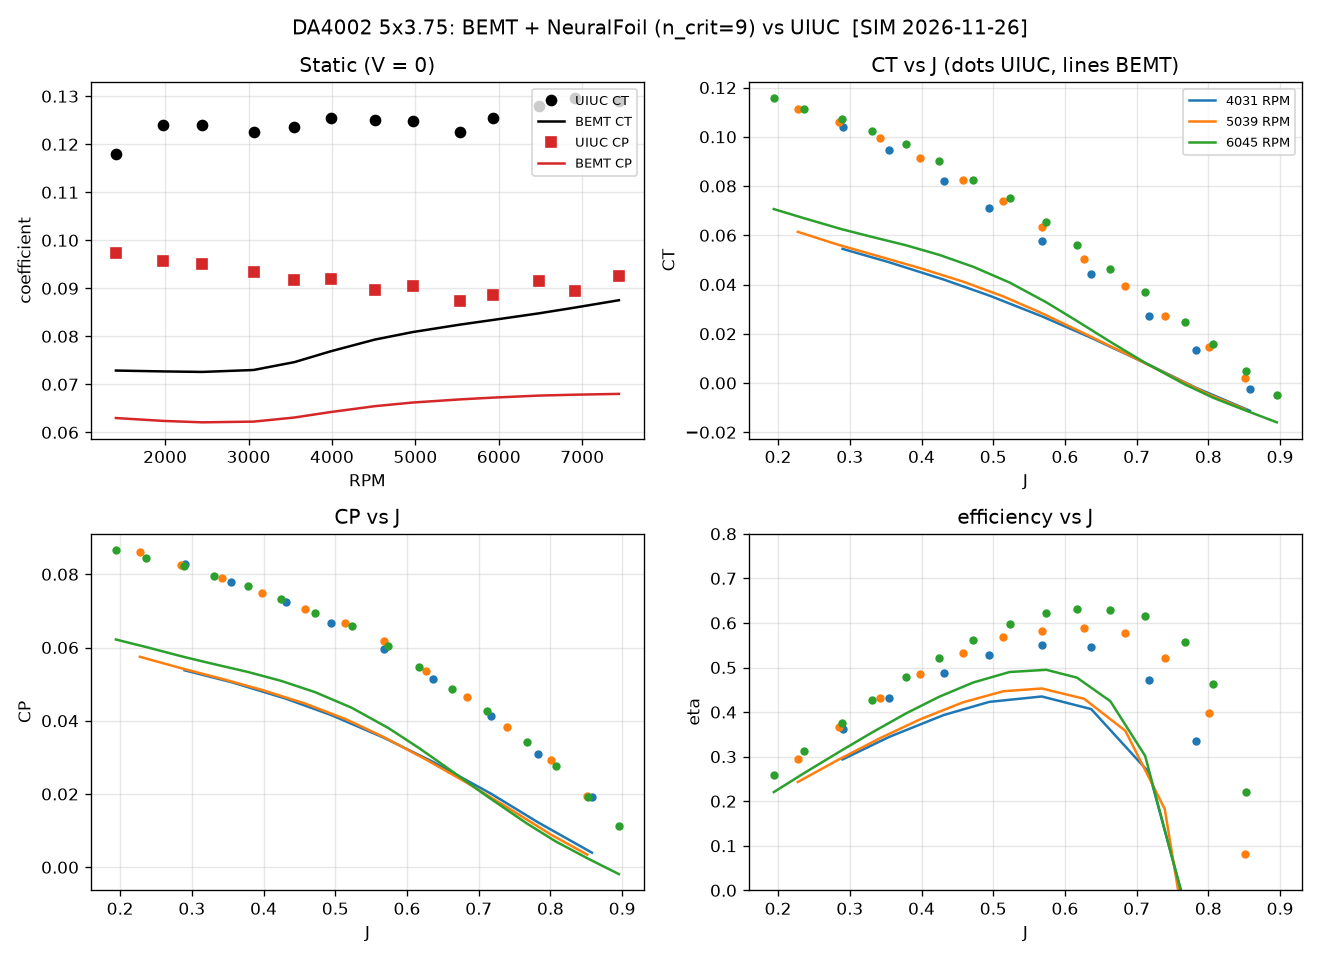 DA4002 5x3.75: BEMT + NeuralFoil (n_crit=9) vs UIUC [SIM 2026-11-26]
Static (V = 0)
0.13
0.12
0.11
0.10
0.09
0.08
0.07
0.06
coefficient
2000 3000 4000 5000 6000 7000
RPM
UIUC CT
BEMT CT
UIUC CP
BEMT CP
CT vs J (dots UIUC, lines BEMT)
0.12
0.10
0.08
0.06
0.04
0.02
0.00
−0.02
CT
0.2 0.3 0.4 0.5 0.6 0.7 0.8 0.9
J
4031 RPM
5039 RPM
6045 RPM
CP vs J
0.08
0.06
0.04
0.02
0.00
CP
0.2 0.3 0.4 0.5 0.6 0.7 0.8 0.9
J
efficiency vs J
0.8
0.7
0.6
0.5
0.4
0.3
0.2
0.1
0.0
eta
0.2 0.3 0.4 0.5 0.6 0.7 0.8 0.9
J